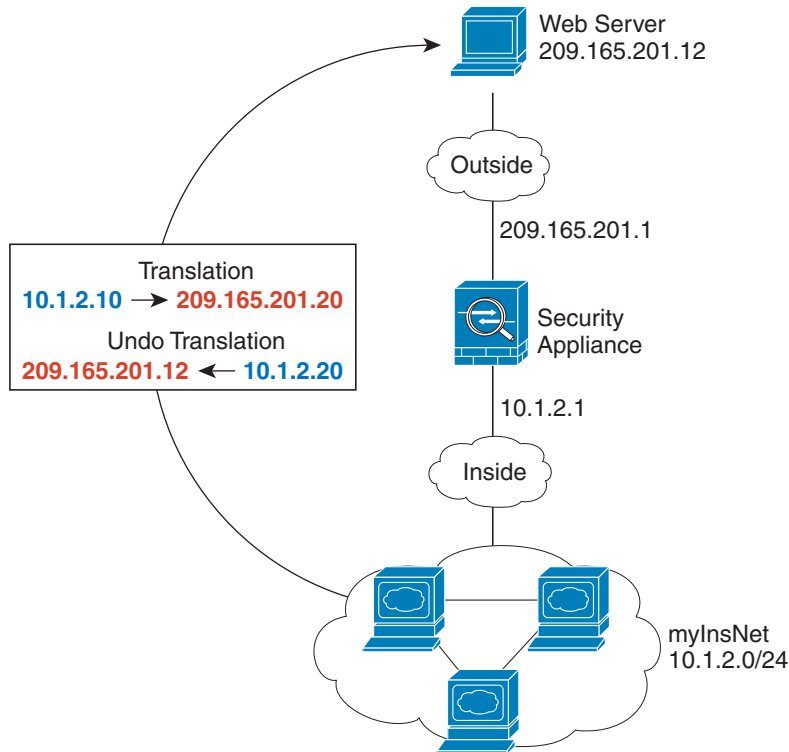 Web Server
209.165.201.12
Outside
209.165.201.1
Translation
10.1.2.10 → 209.165.201.20
Undo Translation
209.165.201.12 ← 10.1.2.20
Security
Appliance
10.1.2.1
Inside
myInsNet
10.1.2.0/24